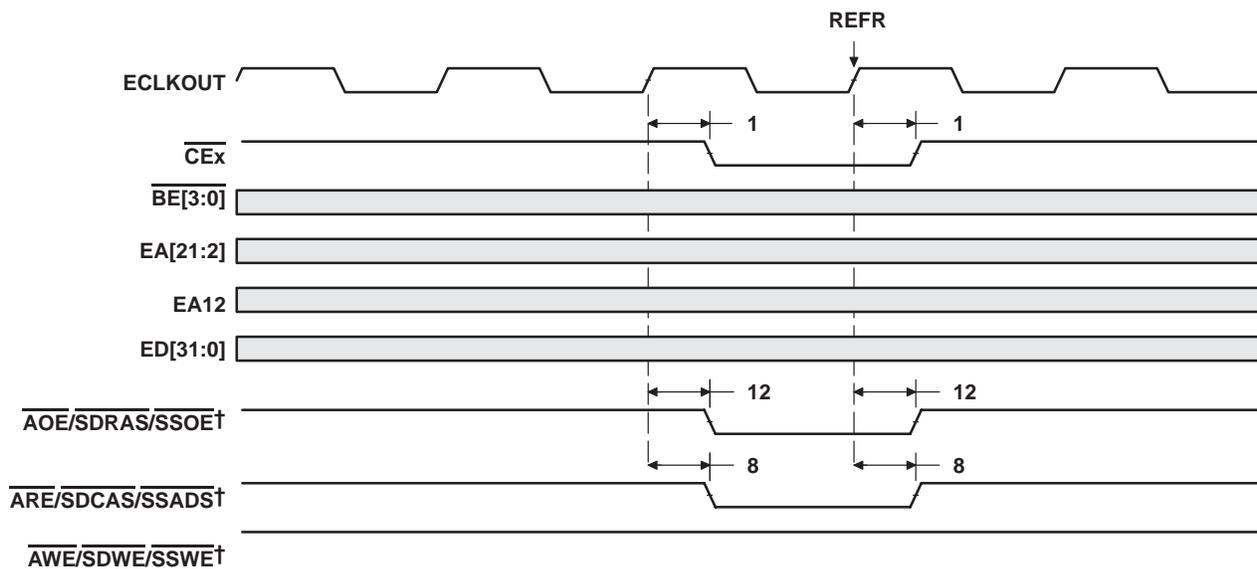 REFR
ECLKOUT
1 1
CEx
BE[3:0]
EA[21:2]
EA12
ED[31:0]
12 12
AOE/SDRAS/SSOE†
8 8
ARE/SDCAS/SSADS†
AWE/SDWE/SSWE†